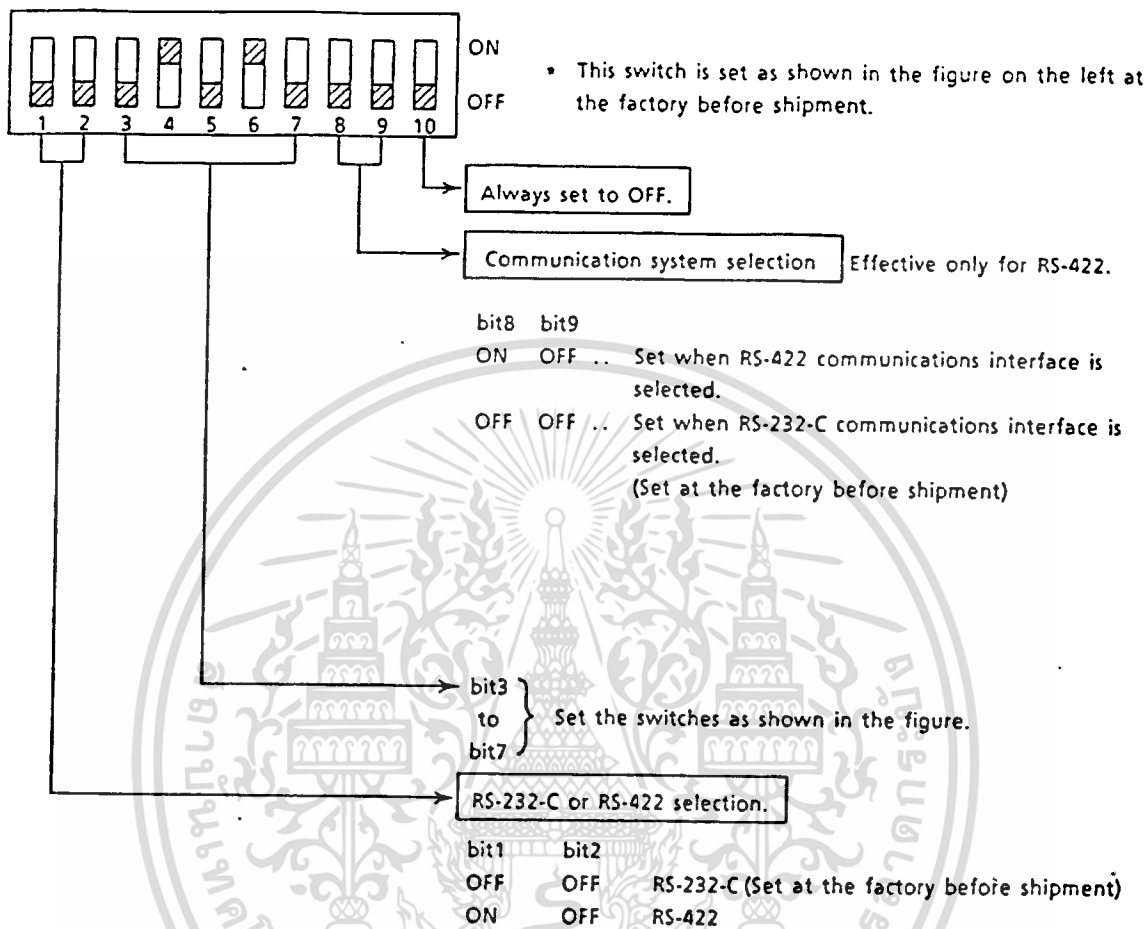 ON
* This switch is set as shown in the figure on the left at
OFF
the factory before shipment.
1 2 3 4 5 6 7 8 9 10
Always set to OFF.
Communication system selection Effective only for RS-422.
bit8 bit9
ON OFF .. Set when RS-422 communications interface is
selected.
OFF OFF .. Set when RS-232-C communications interface is
selected.
(Set at the factory before shipment)
bit3
to
bit7
Set the switches as shown in the figure.
RS-232-C or RS-422 selection.
bit1 bit2
OFF OFF RS-232-C (Set at the factory before shipment)
ON OFF RS-422